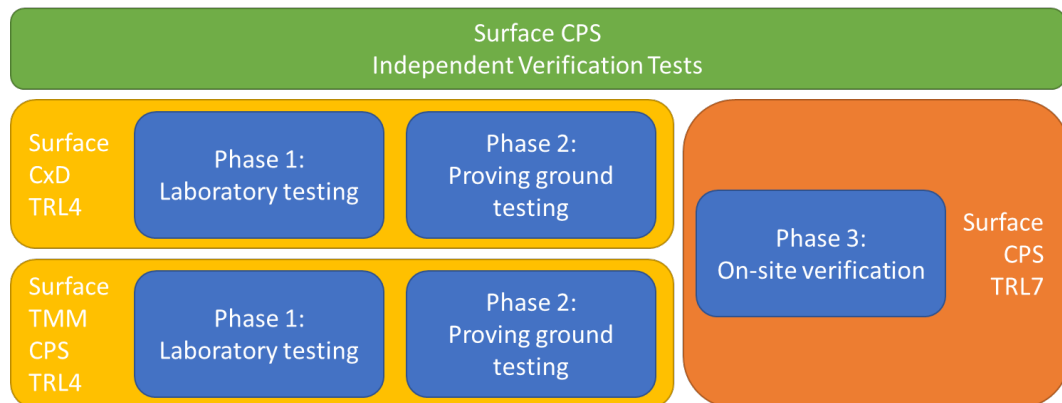 Surface CPS
Independent Verification Tests
Surface
CxD
TRL4
Phase 1:
Laboratory testing
Phase 2:
Proving ground
testing
Surface
TMM
CPS
TRL4
Phase 1:
Laboratory testing
Phase 2:
Proving ground
testing
Phase 3:
On-site verification
Surface
CPS
TRL7